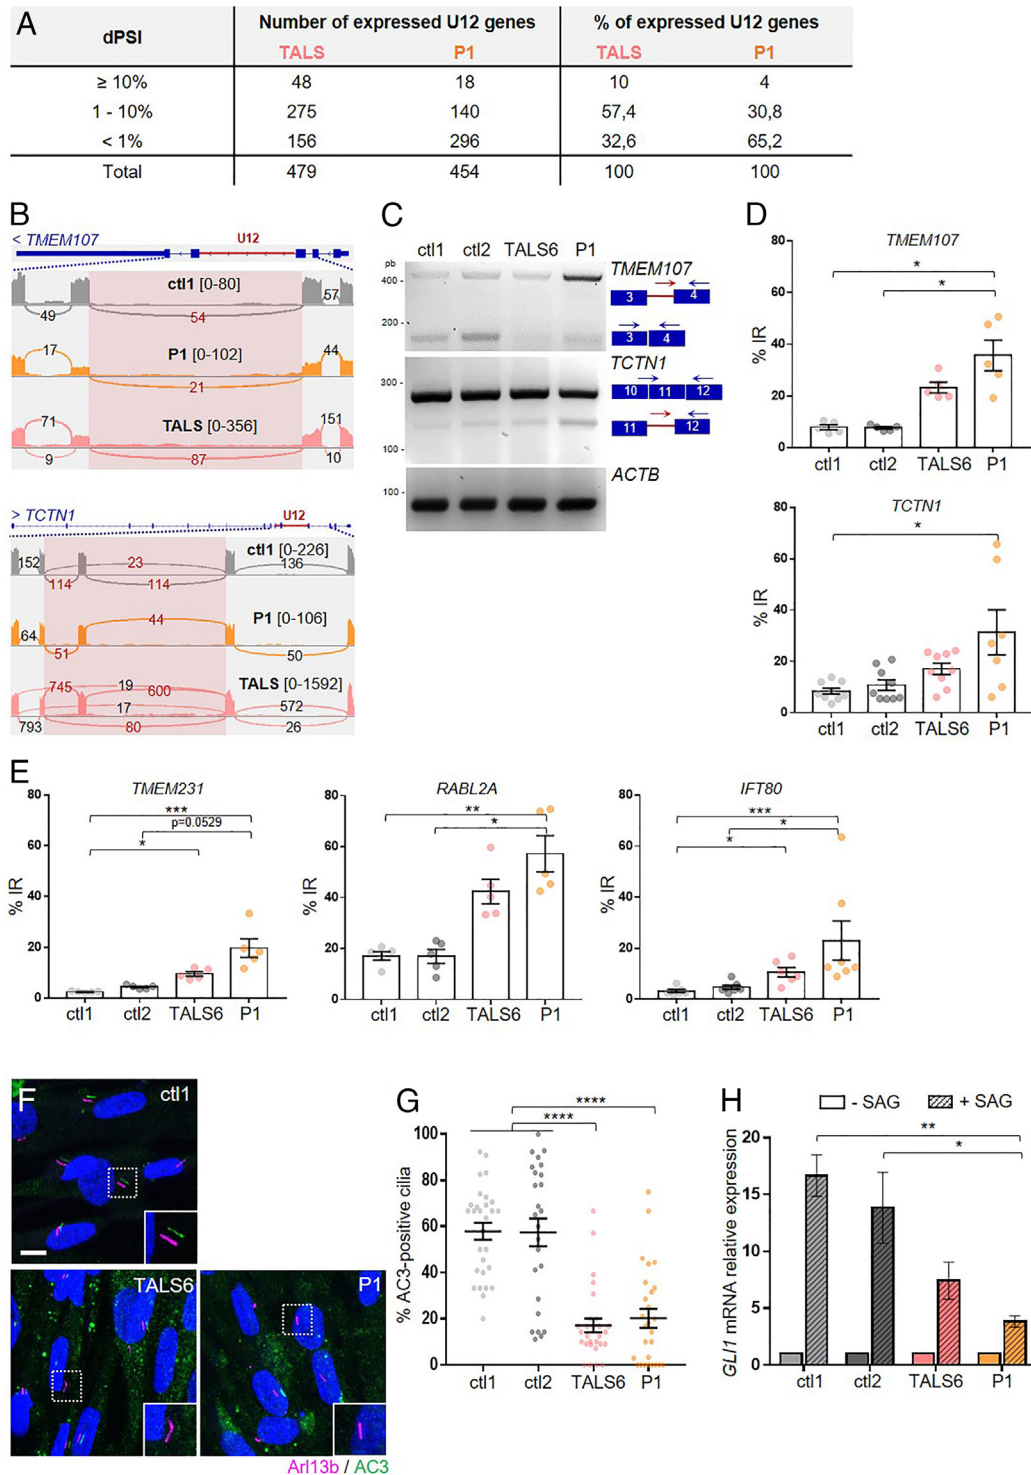 A
dPSI
Number of expressed U12 genes
% of expressed U12 genes
TALS P1 TALS P1
≥ 10% 48 18 10 4
1 - 10% 275 140 57,4 30,8
< 1% 156 296 32,6 65,2
Total 479 454 100 100
B
< TMEM107
U12
ctl1 [0-80]
57
49
54
P1 [0-102]
17
44
21
TALS [0-356]
71
151
9
87
10
> TCTN1
U12
ctl1 [0-226]
152
23
136
114
114
P1 [0-106]
64
44
51
50
TALS [0-1592]
745
19
600
572
17
793
80
26
C
ctl1 ctl2 TALS6 P1
pb
400
200
TMEM107
3 4
3 4
300
100
TCTN1
10 11 12
11 12
100
ACTB
D
TMEM107
*
*
% IR
80
60
40
20
0
ctl1 ctl2 TALS6 P1
TCTN1
*
% IR
80
60
40
20
0
ctl1 ctl2 TALS6 P1
E
TMEM231
***
p=0.0529
*
% IR
80
60
40
20
0
ctl1 ctl2 TALS6 P1
RABL2A
**
*
% IR
80
60
40
20
0
ctl1 ctl2 TALS6 P1
IFT80
***
*
*
% IR
80
60
40
20
0
ctl1 ctl2 TALS6 P1
F
ctl1
TALS6
P1
Arl13b / AC3
G
****
****
% AC3-positive cilia
100
80
60
40
20
0
ctl1 ctl2 TALS6 P1
H
- SAG + SAG
**
*
GLI1 mRNA relative expression
20
15
10
5
0
ctl1 ctl2 TALS6 P1